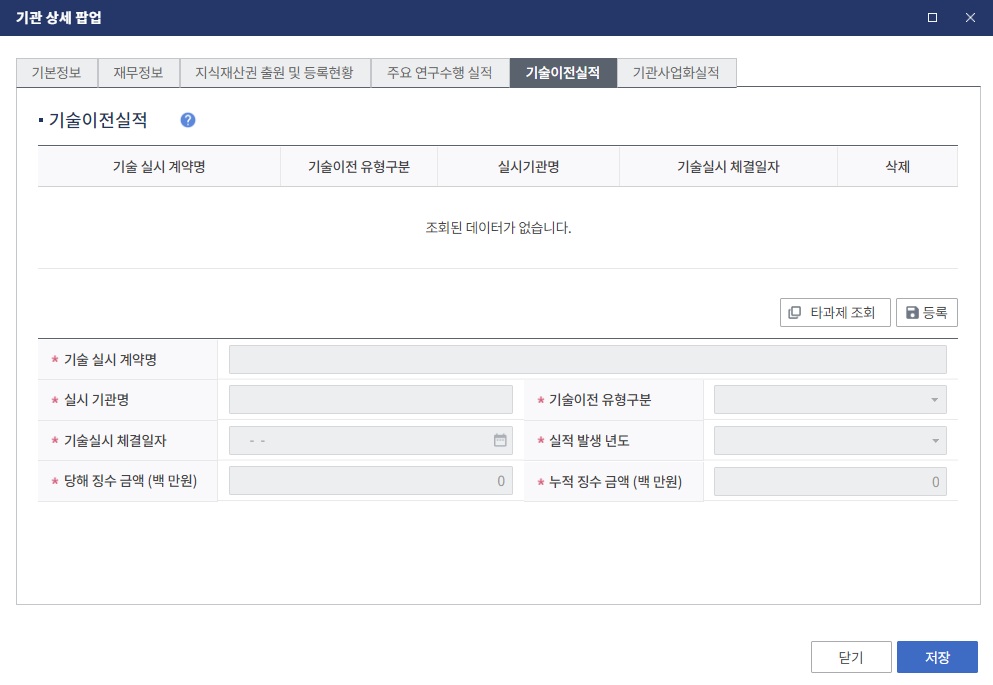 기관 상세 팝업
기본정보 재무정보 지식재산권 출원 및 등록현황 주요 연구수행 실적 기술이전실적 기관사업화실적
기술이전실적 ?
기술 실시 계약명 기술이전 유형구분 실시기관명 기술실시 체결일자 삭제
조회된 데이터가 없습니다.
타과제 조회 등록
* 기술 실시 계약명
* 실시 기관명 * 기술이전 유형구분
* 기술실시 체결일자 - - * 실적 발생 년도
* 당해 징수 금액 (백 만원) 0 * 누적 징수 금액 (백 만원) 0
닫기 저장